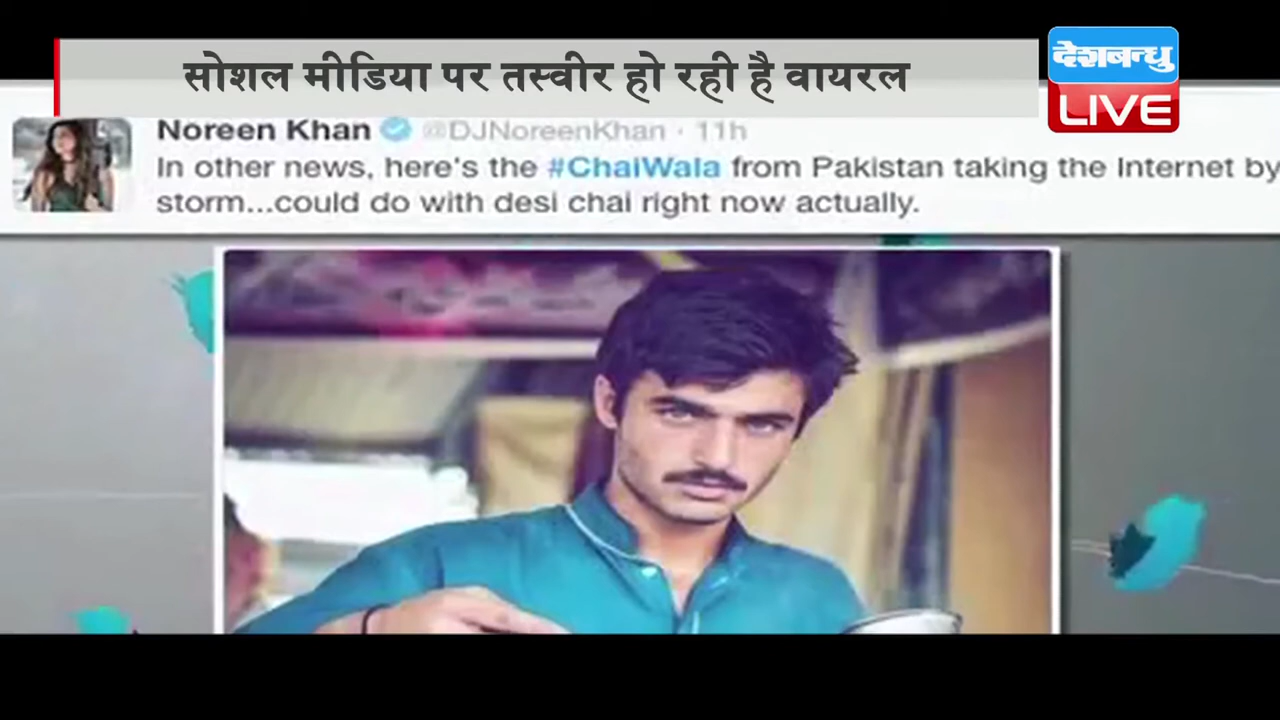 सोशल मीडिया पर तस्वीर हो रही है वायरल
देशबन्धु
LIVE
Noreen Khan @DJNoreenKhan · 11h
In other news, here's the #ChaiWala from Pakistan taking the Internet by
storm...could do with desi chai right now actually.